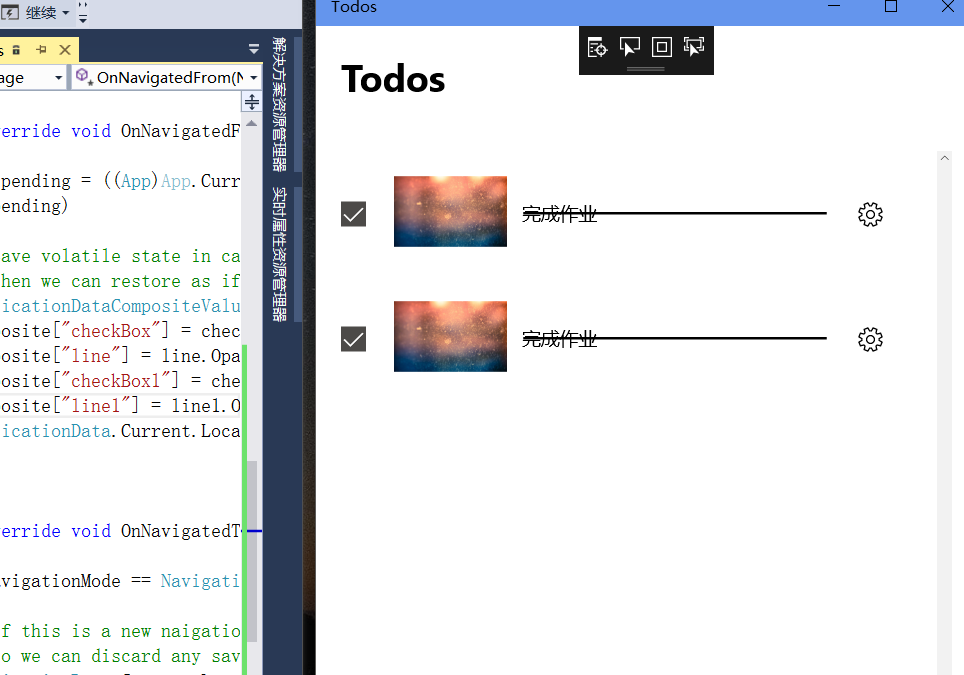 继续
Todos
s
age
OnNavigatedFrom(N
解决方案资源管理器
实时属性资源管理器
erride void OnNavigatedF
pending = ((App)App.Curr
ending)
ave volatile state in ca
hen we can restore as if
icationDataCompositeValu
posite["checkBox"] = chec
posite["line"] = line.Opa
posite["checkBox1"] = che
posite["line1"] = line1.O
icationData.Current.Loca
erride void OnNavigatedT
vigationMode == Navigati
f this is a new naigatio
o we can discard any sav
Todos
完成作业
完成作业